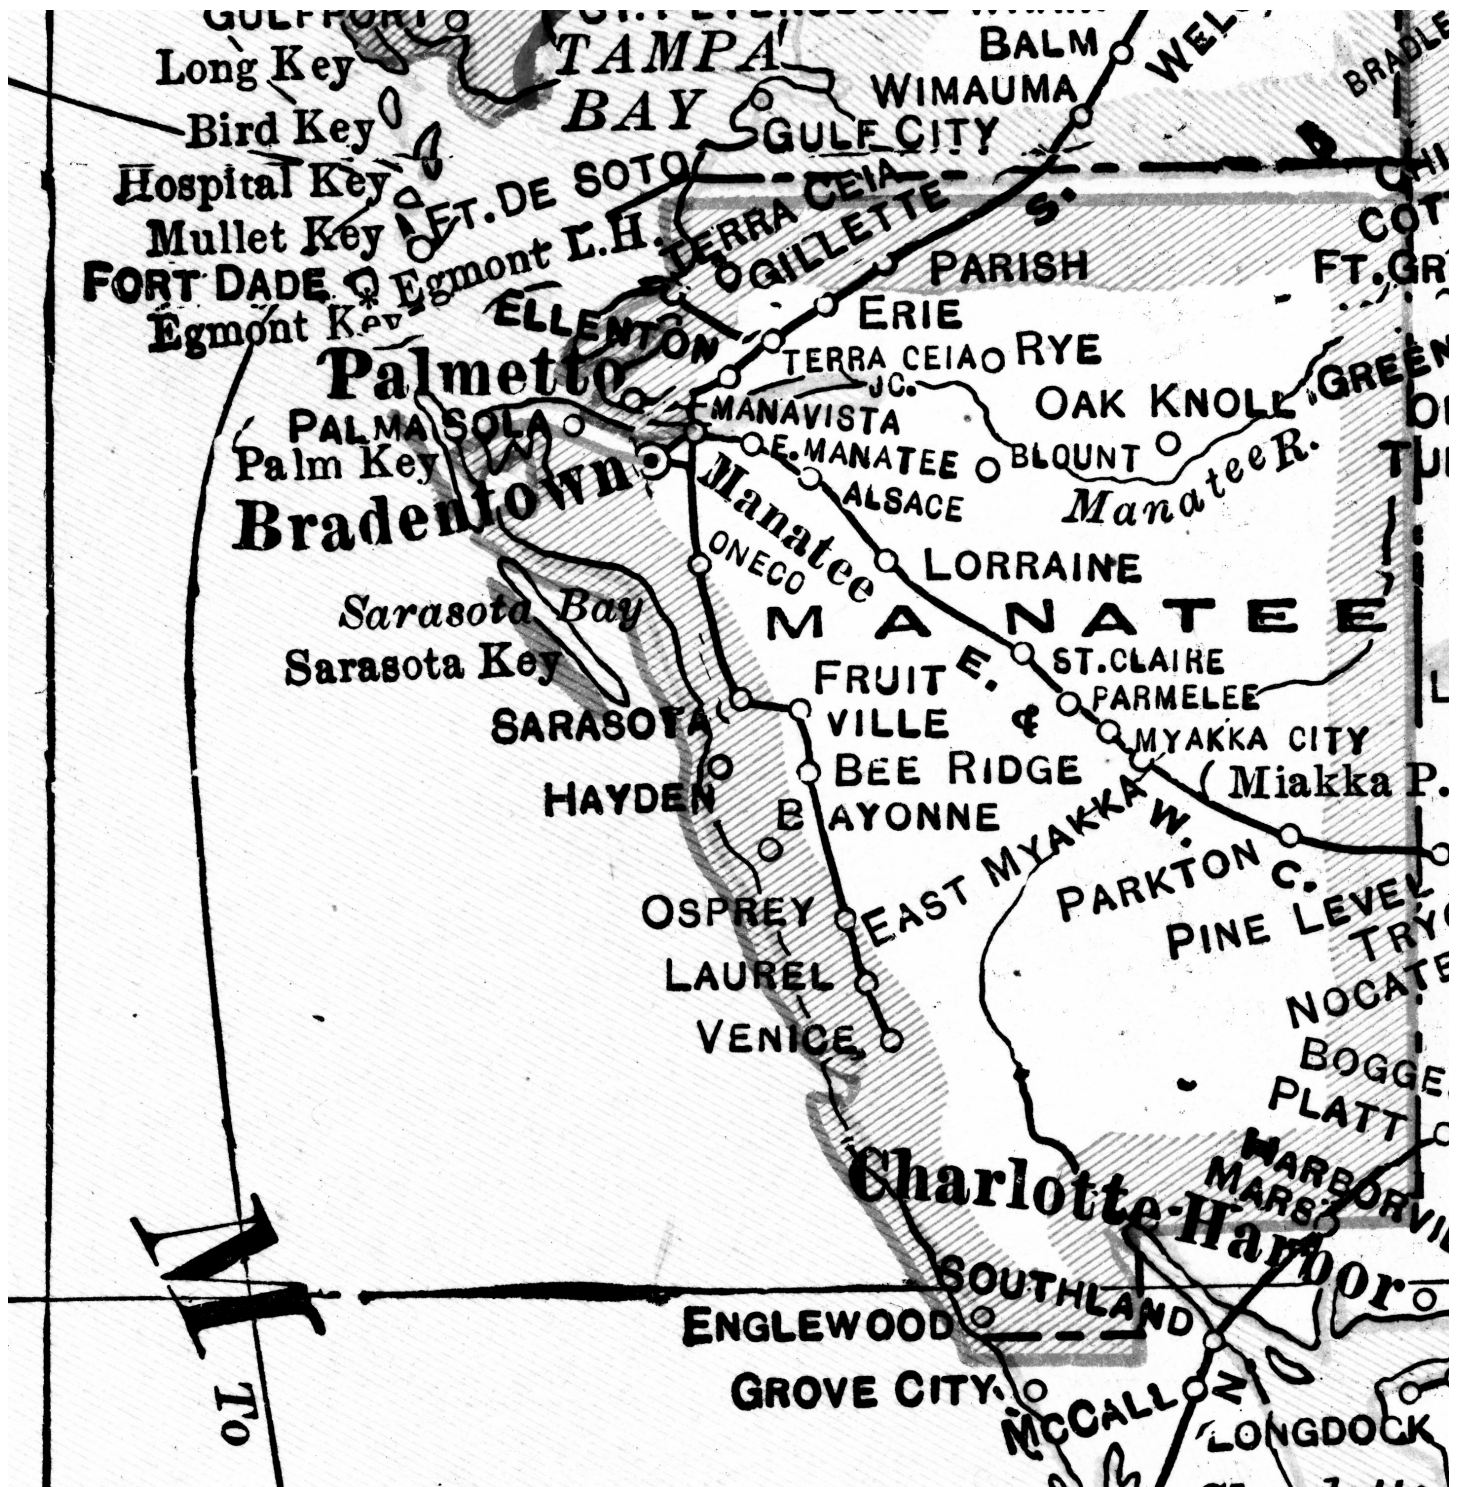 GULFPORT
Long Key
TAMPA
BAY
BALM
WIMAUMA
GULF CITY
Bird Key
Hospital Key
Mullet Key
FT. DE SOTO
Egmont L.H.
FORT DADE
Egmont Key
TERRA CEIA
GILLETTE
S.
PARISH
ERIE
ELLENTON
TERRA CEIA
JC.
RYE
Palmetto
MANAVISTA
OAK KNOLL
PALMA SOLA
Palm Key
E. MANATEE
BLOUNT
Manatee R.
Bradentown
Manatee
ALSACE
ONECO
LORRAINE
MANATEE
Sarasota Bay
Sarasota Key
E. & W. C.
ST. CLAIRE
FRUIT
VILLE
PARMELEE
SARASOTA
MYAKKA CITY
(Miakka P.
BEE RIDGE
HAYDEN
BAYONNE
EAST MYAKKA
PARKTON
OSPREY
PINE LEVEL
LAUREL
VENICE
PLATT
MARS
Charlotte-Harbor
SOUTHLAND
ENGLEWOOD
GROVE CITY
MCCALL
N
LONGDOCK
N
To